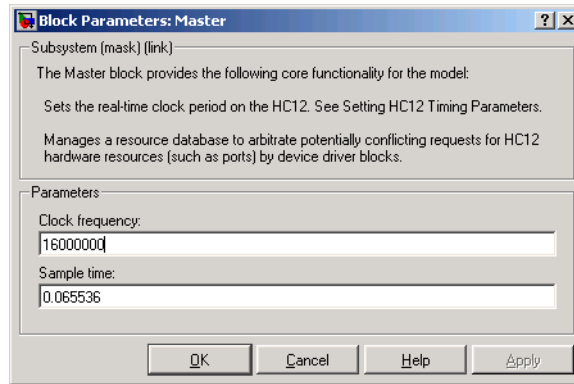 Block Parameters: Master
Subsystem (mask) (link)
The Master block provides the following core functionality for the model:
Sets the real-time clock period on the HC12. See Setting HC12 Timing Parameters.
Manages a resource database to arbitrate potentially conflicting requests for HC12
hardware resources (such as ports) by device driver blocks.
Parameters
Clock frequency:
16000000
Sample time:
0.065536
OK Cancel Help Apply